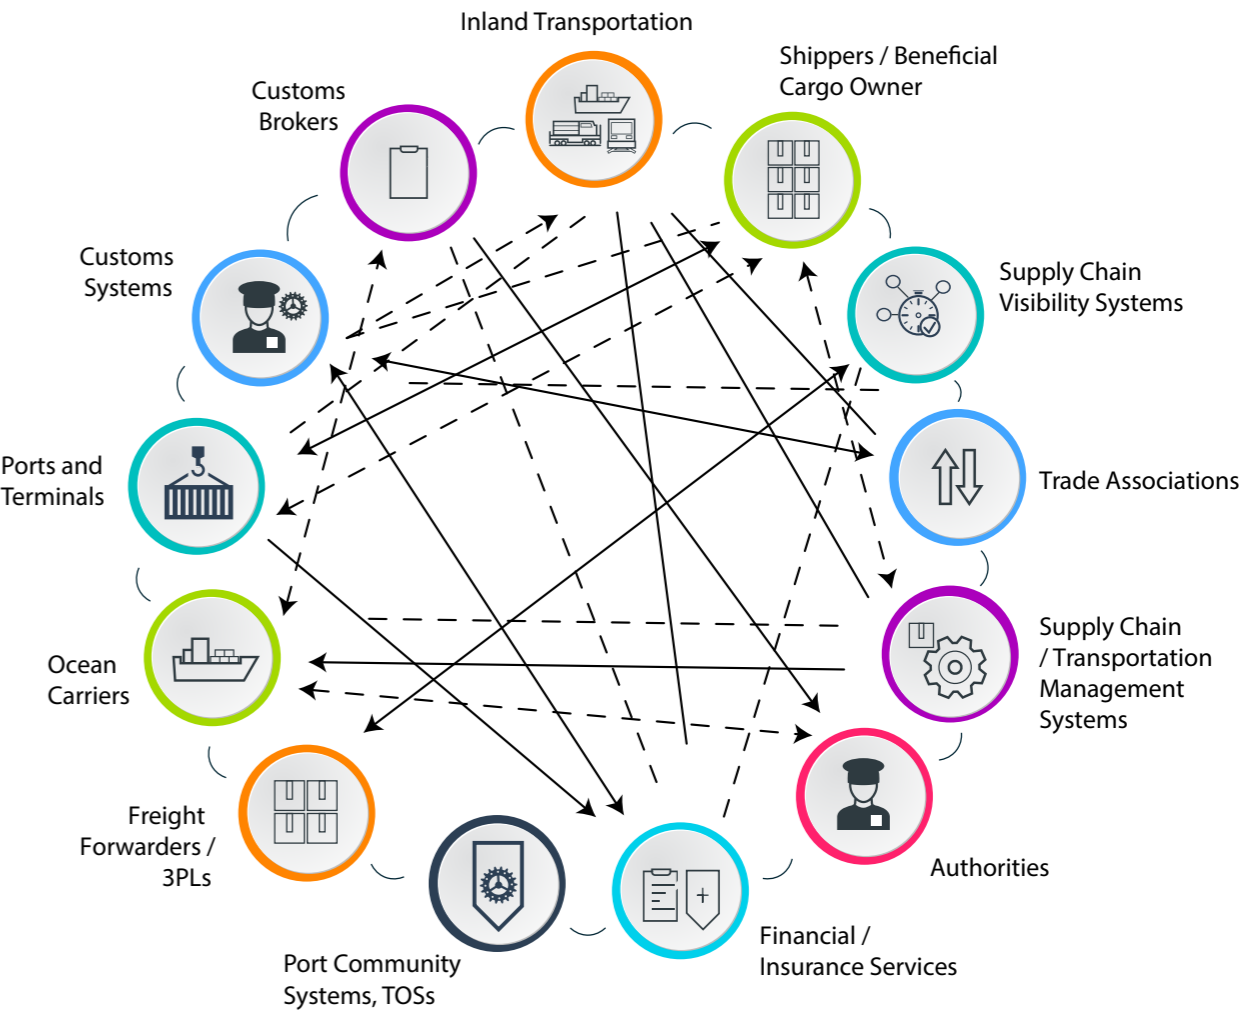 Inland Transportation
Shippers / Beneficial
Cargo Owner
Customs
Brokers
Supply Chain
Visibility Systems
Customs
Systems
Trade Associations
Ports and
Terminals
Supply Chain
/ Transportation
Management
Systems
Ocean
Carriers
Authorities
Freight
Forwarders /
3PLs
Financial /
Insurance Services
Port Community
Systems, TOSs